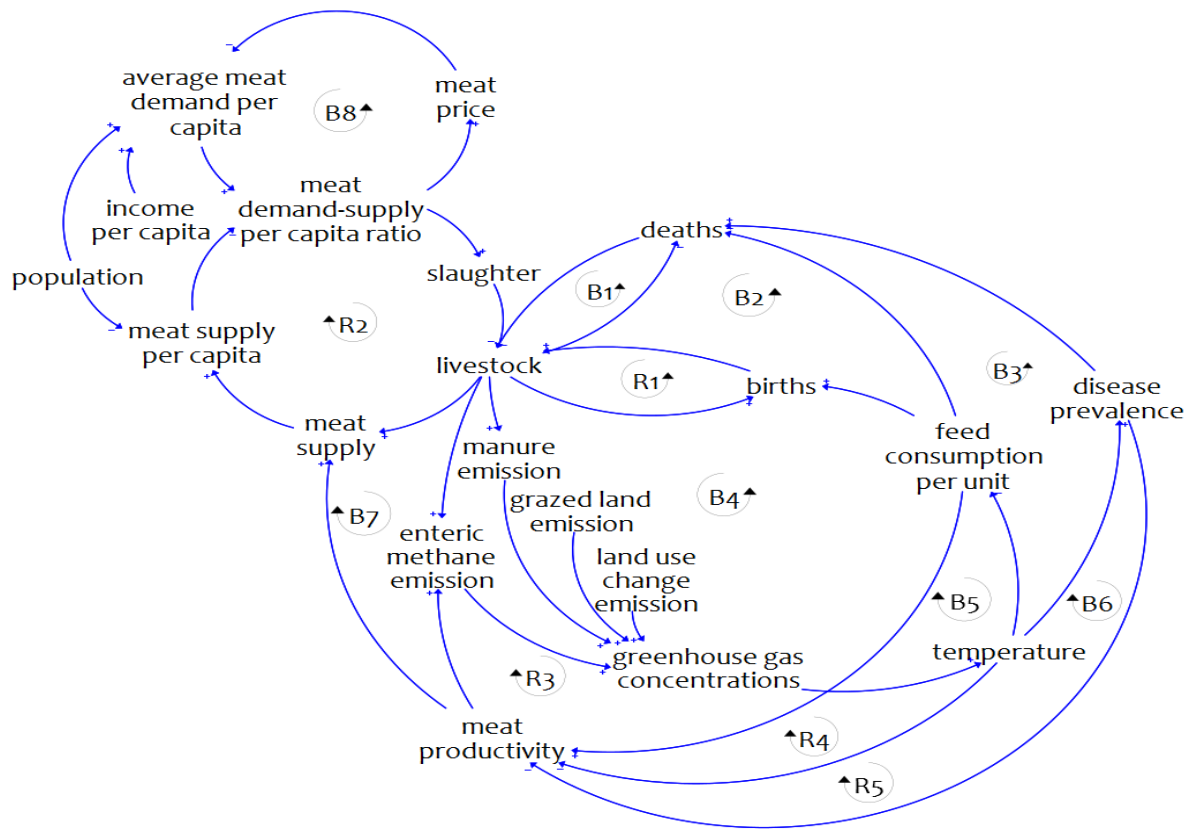 average meat
demand per
capita
meat
price
B8
income
per capita
meat
demand-supply
per capita ratio
population
slaughter
deaths
B1
B2
meat supply
per capita
R2
livestock
R1
births
B3
disease
prevalence
meat
supply
manure
emission
feed
consumption
per unit
grazed land
emission
B4
B7
enteric
methane
emission
land use
change
emission
B5
B6
greenhouse gas
concentrations
temperature
R3
meat
productivity
R4
R5